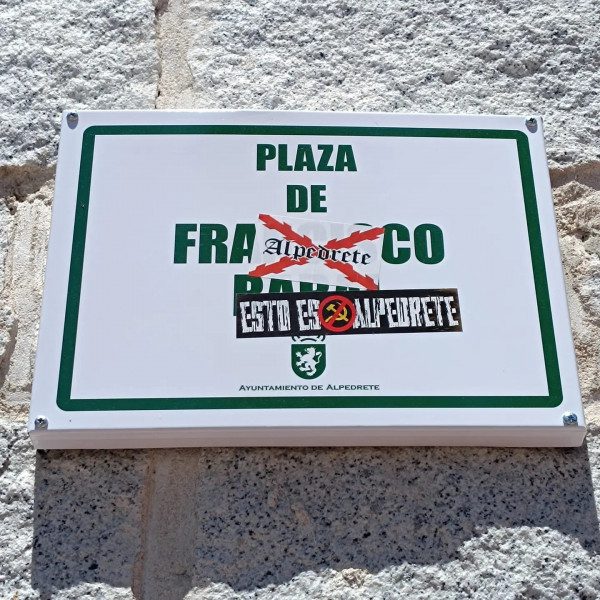 PLAZA
DE
FRA CO
Alpedrete
ESTO ES ALPEDRETE
AYUNTAMIENTO DE ALPEDRETE